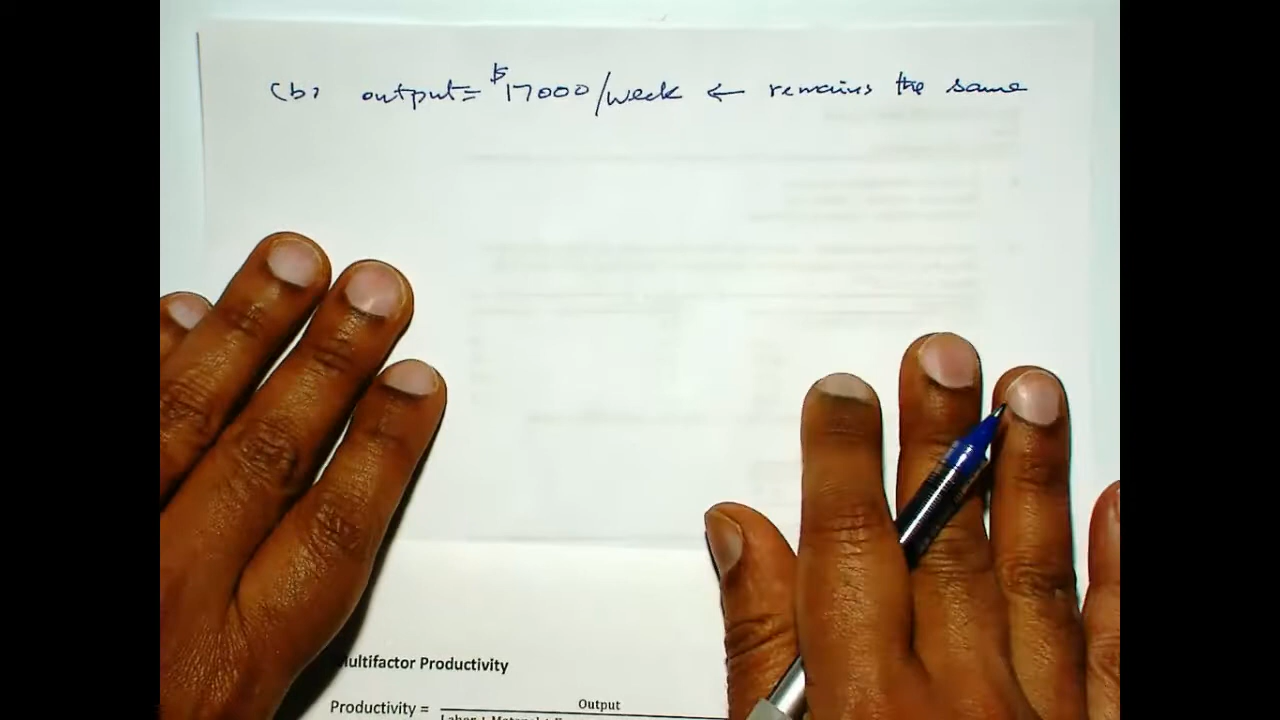 (b) output = $17000/week ← remains the same
Multifactor Productivity
Output
Productivity =